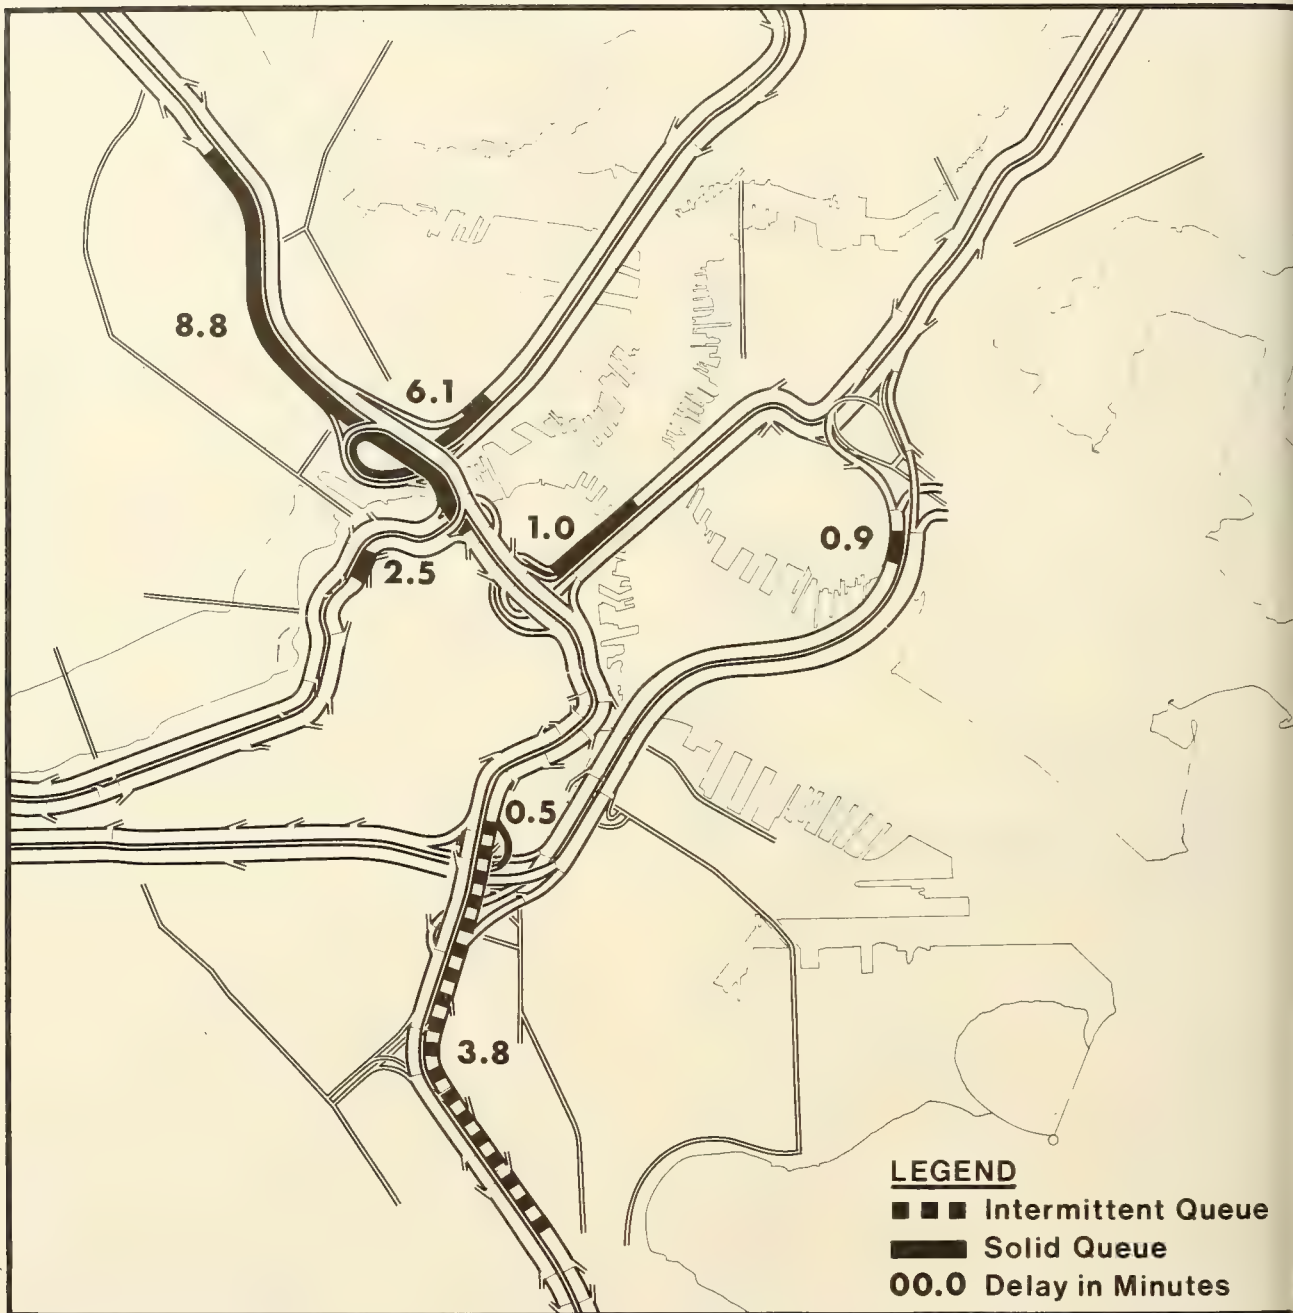 8.8
6.1
1.0
0.9
2.5
0.5
3.8
LEGEND
Intermittent Queue
Solid Queue
00.0 Delay in Minutes